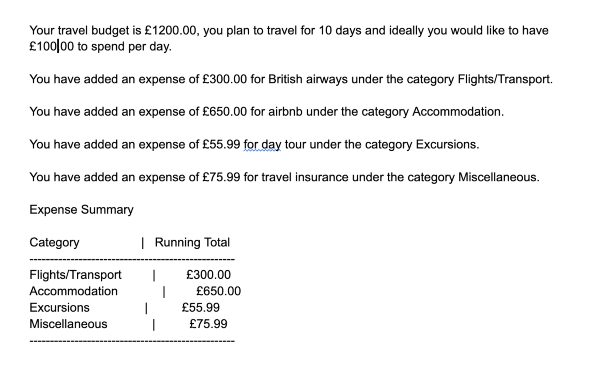 Your travel budget is £1200.00, you plan to travel for 10 days and ideally you would like to have
£100.00 to spend per day.
You have added an expense of £300.00 for British airways under the category Flights/Transport.
You have added an expense of £650.00 for airbnb under the category Accommodation.
You have added an expense of £55.99 for day tour under the category Excursions.
You have added an expense of £75.99 for travel insurance under the category Miscellaneous.
Expense Summary
Category | Running Total
--------------------------------------------------
Flights/Transport | £300.00
Accommodation | £650.00
Excursions | £55.99
Miscellaneous | £75.99
--------------------------------------------------